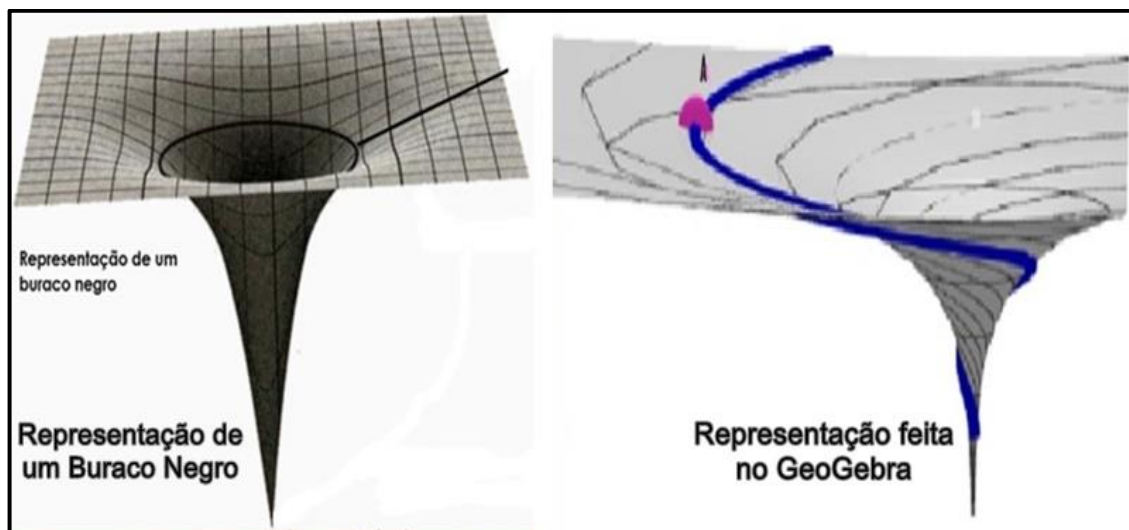 Representação de um
buraco negro
Representação de
um Buraco Negro
Representação feita
no GeoGebra